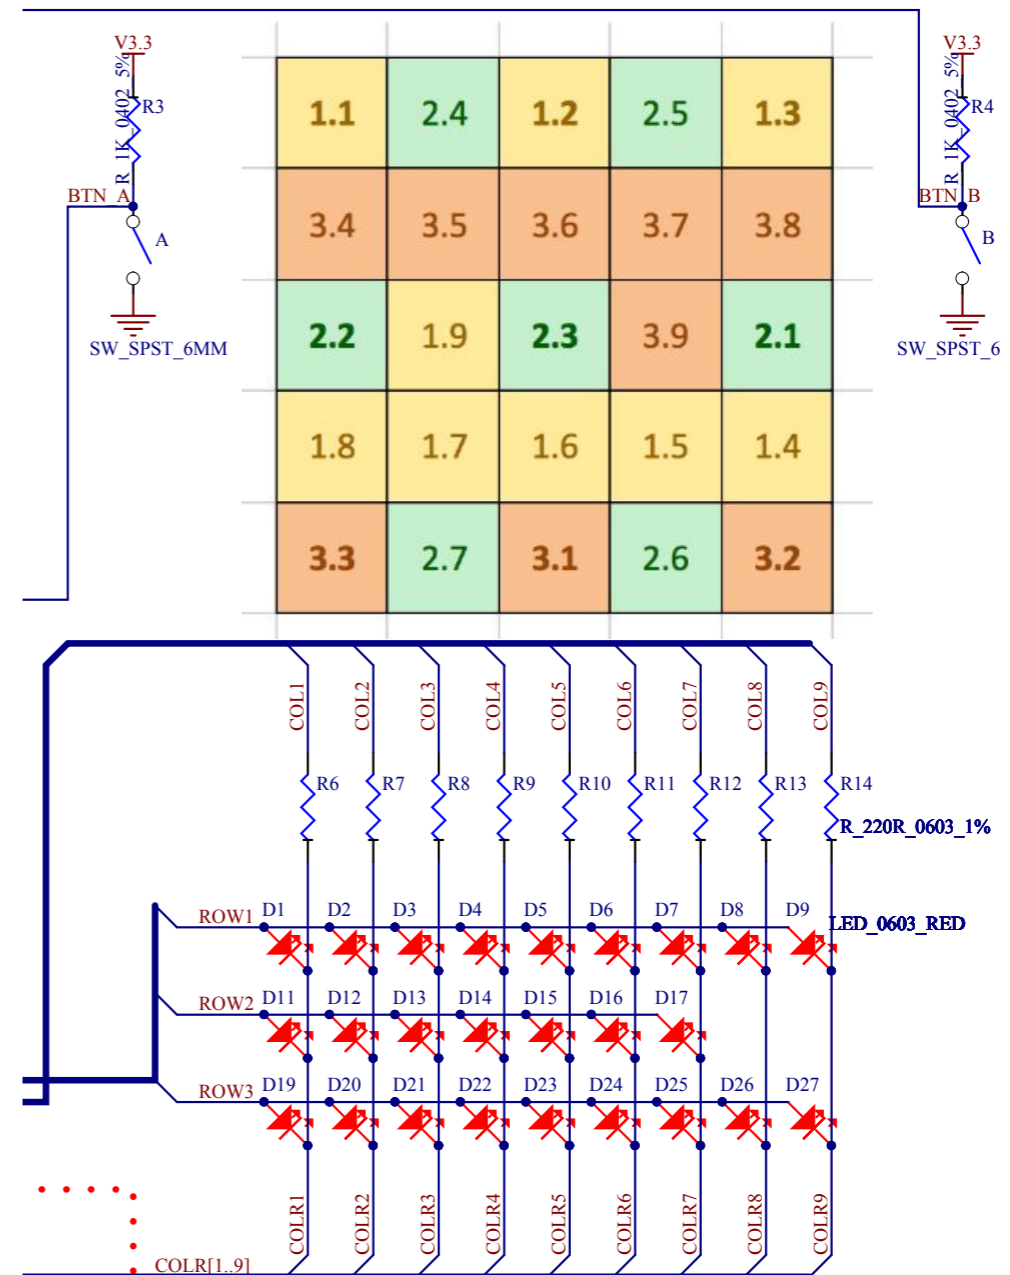 V3.3
R_1K_0402_5%
R3
BTN_A
A
SW_SPST_6MM
1.1 2.4 1.2 2.5 1.3
3.4 3.5 3.6 3.7 3.8
2.2 1.9 2.3 3.9 2.1
1.8 1.7 1.6 1.5 1.4
3.3 2.7 3.1 2.6 3.2
V3.3
R_1K_0402_5%
R4
BTN_B
B
SW_SPST_6
COL1 COL2 COL3 COL4 COL5 COL6 COL7 COL8 COL9
R6 R7 R8 R9 R10 R11 R12 R13 R14
R_220R_0603_1%
ROW1 D1 D2 D3 D4 D5 D6 D7 D8 D9
LED_0603_RED
ROW2 D11 D12 D13 D14 D15 D16 D17
ROW3 D19 D20 D21 D22 D23 D24 D25 D26 D27
COLR1 COLR2 COLR3 COLR4 COLR5 COLR6 COLR7 COLR8 COLR9
COLR[1..9]